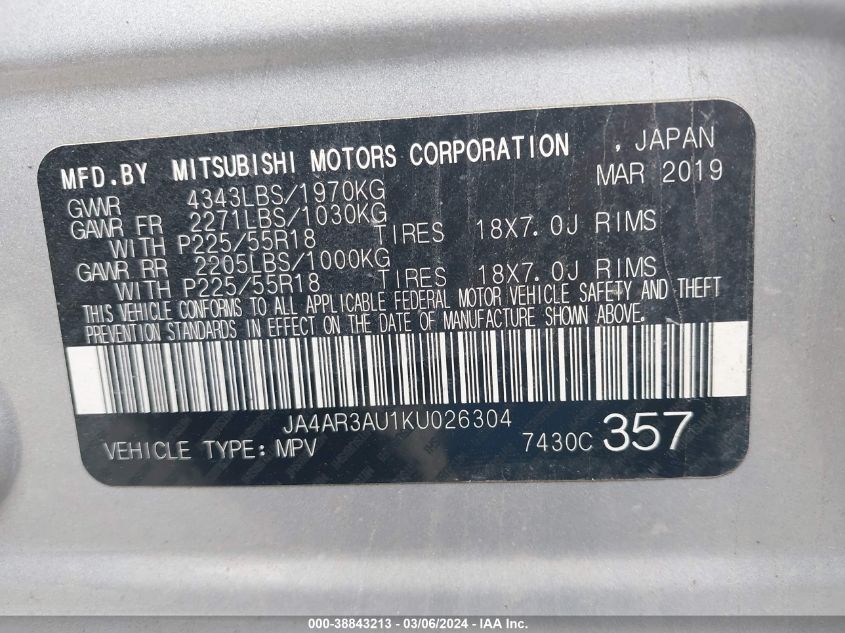 MFD.BY MITSUBISHI MOTORS CORPORATION , JAPAN
MAR 2019
GVWR 4343LBS/1970KG
GAWR FR 2271LBS/1030KG
WITH P225/55R18 TIRES 18X7.0J RIMS
GAWR RR 2205LBS/1000KG
WITH P225/55R18 TIRES 18X7.0J RIMS
THIS VEHICLE CONFORMS TO ALL APPLICABLE FEDERAL MOTOR VEHICLE SAFETY AND THEFT
PREVENTION STANDARDS IN EFFECT ON THE DATE OF MANUFACTURE SHOWN ABOVE.
JA4AR3AU1KU026304
VEHICLE TYPE: MPV 7430C 357
000-38843213 - 03/06/2024 - IAA Inc.